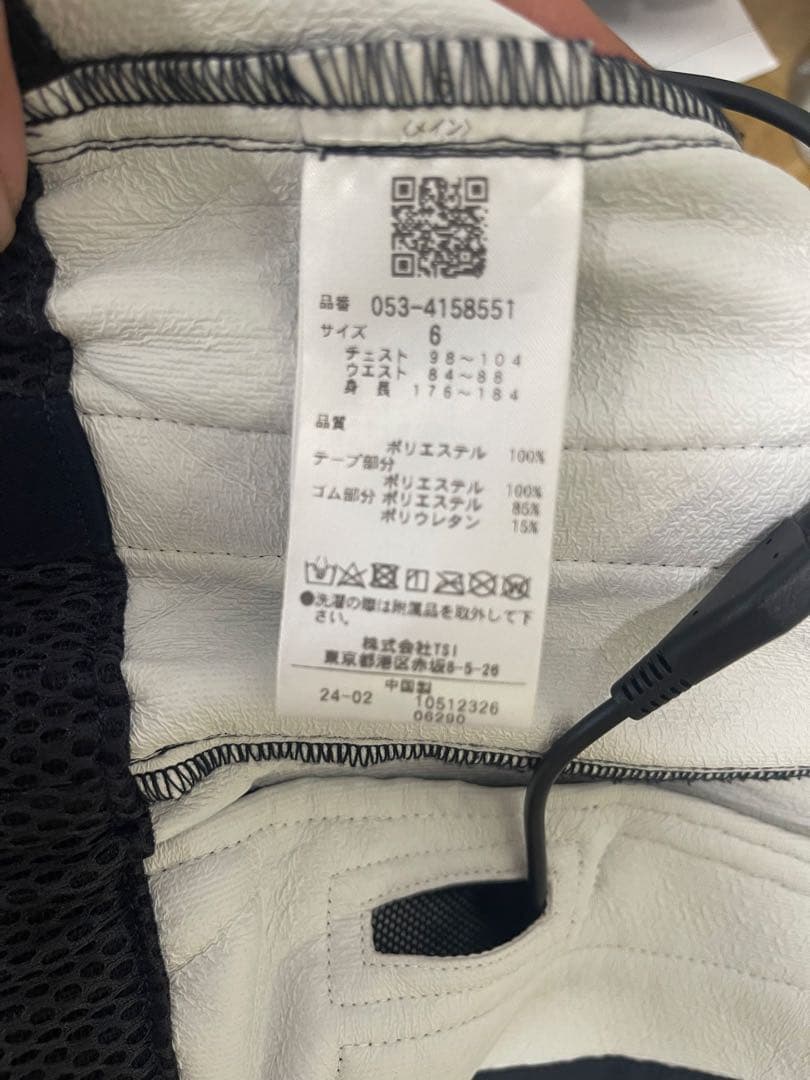 〈メイン〉
品番 053-4158551
サイズ 6
チェスト 98～104
ウエスト 84～88
身長 176～184
品質
ポリエステル 100%
テープ部分
ポリエステル 100%
ゴム部分 ポリエステル 85%
ポリウレタン 15%
●洗濯の際は附属品を取外して下
さい。
株式会社TSI
東京都港区赤坂8-5-26
中国製
24-02 10512326
06290